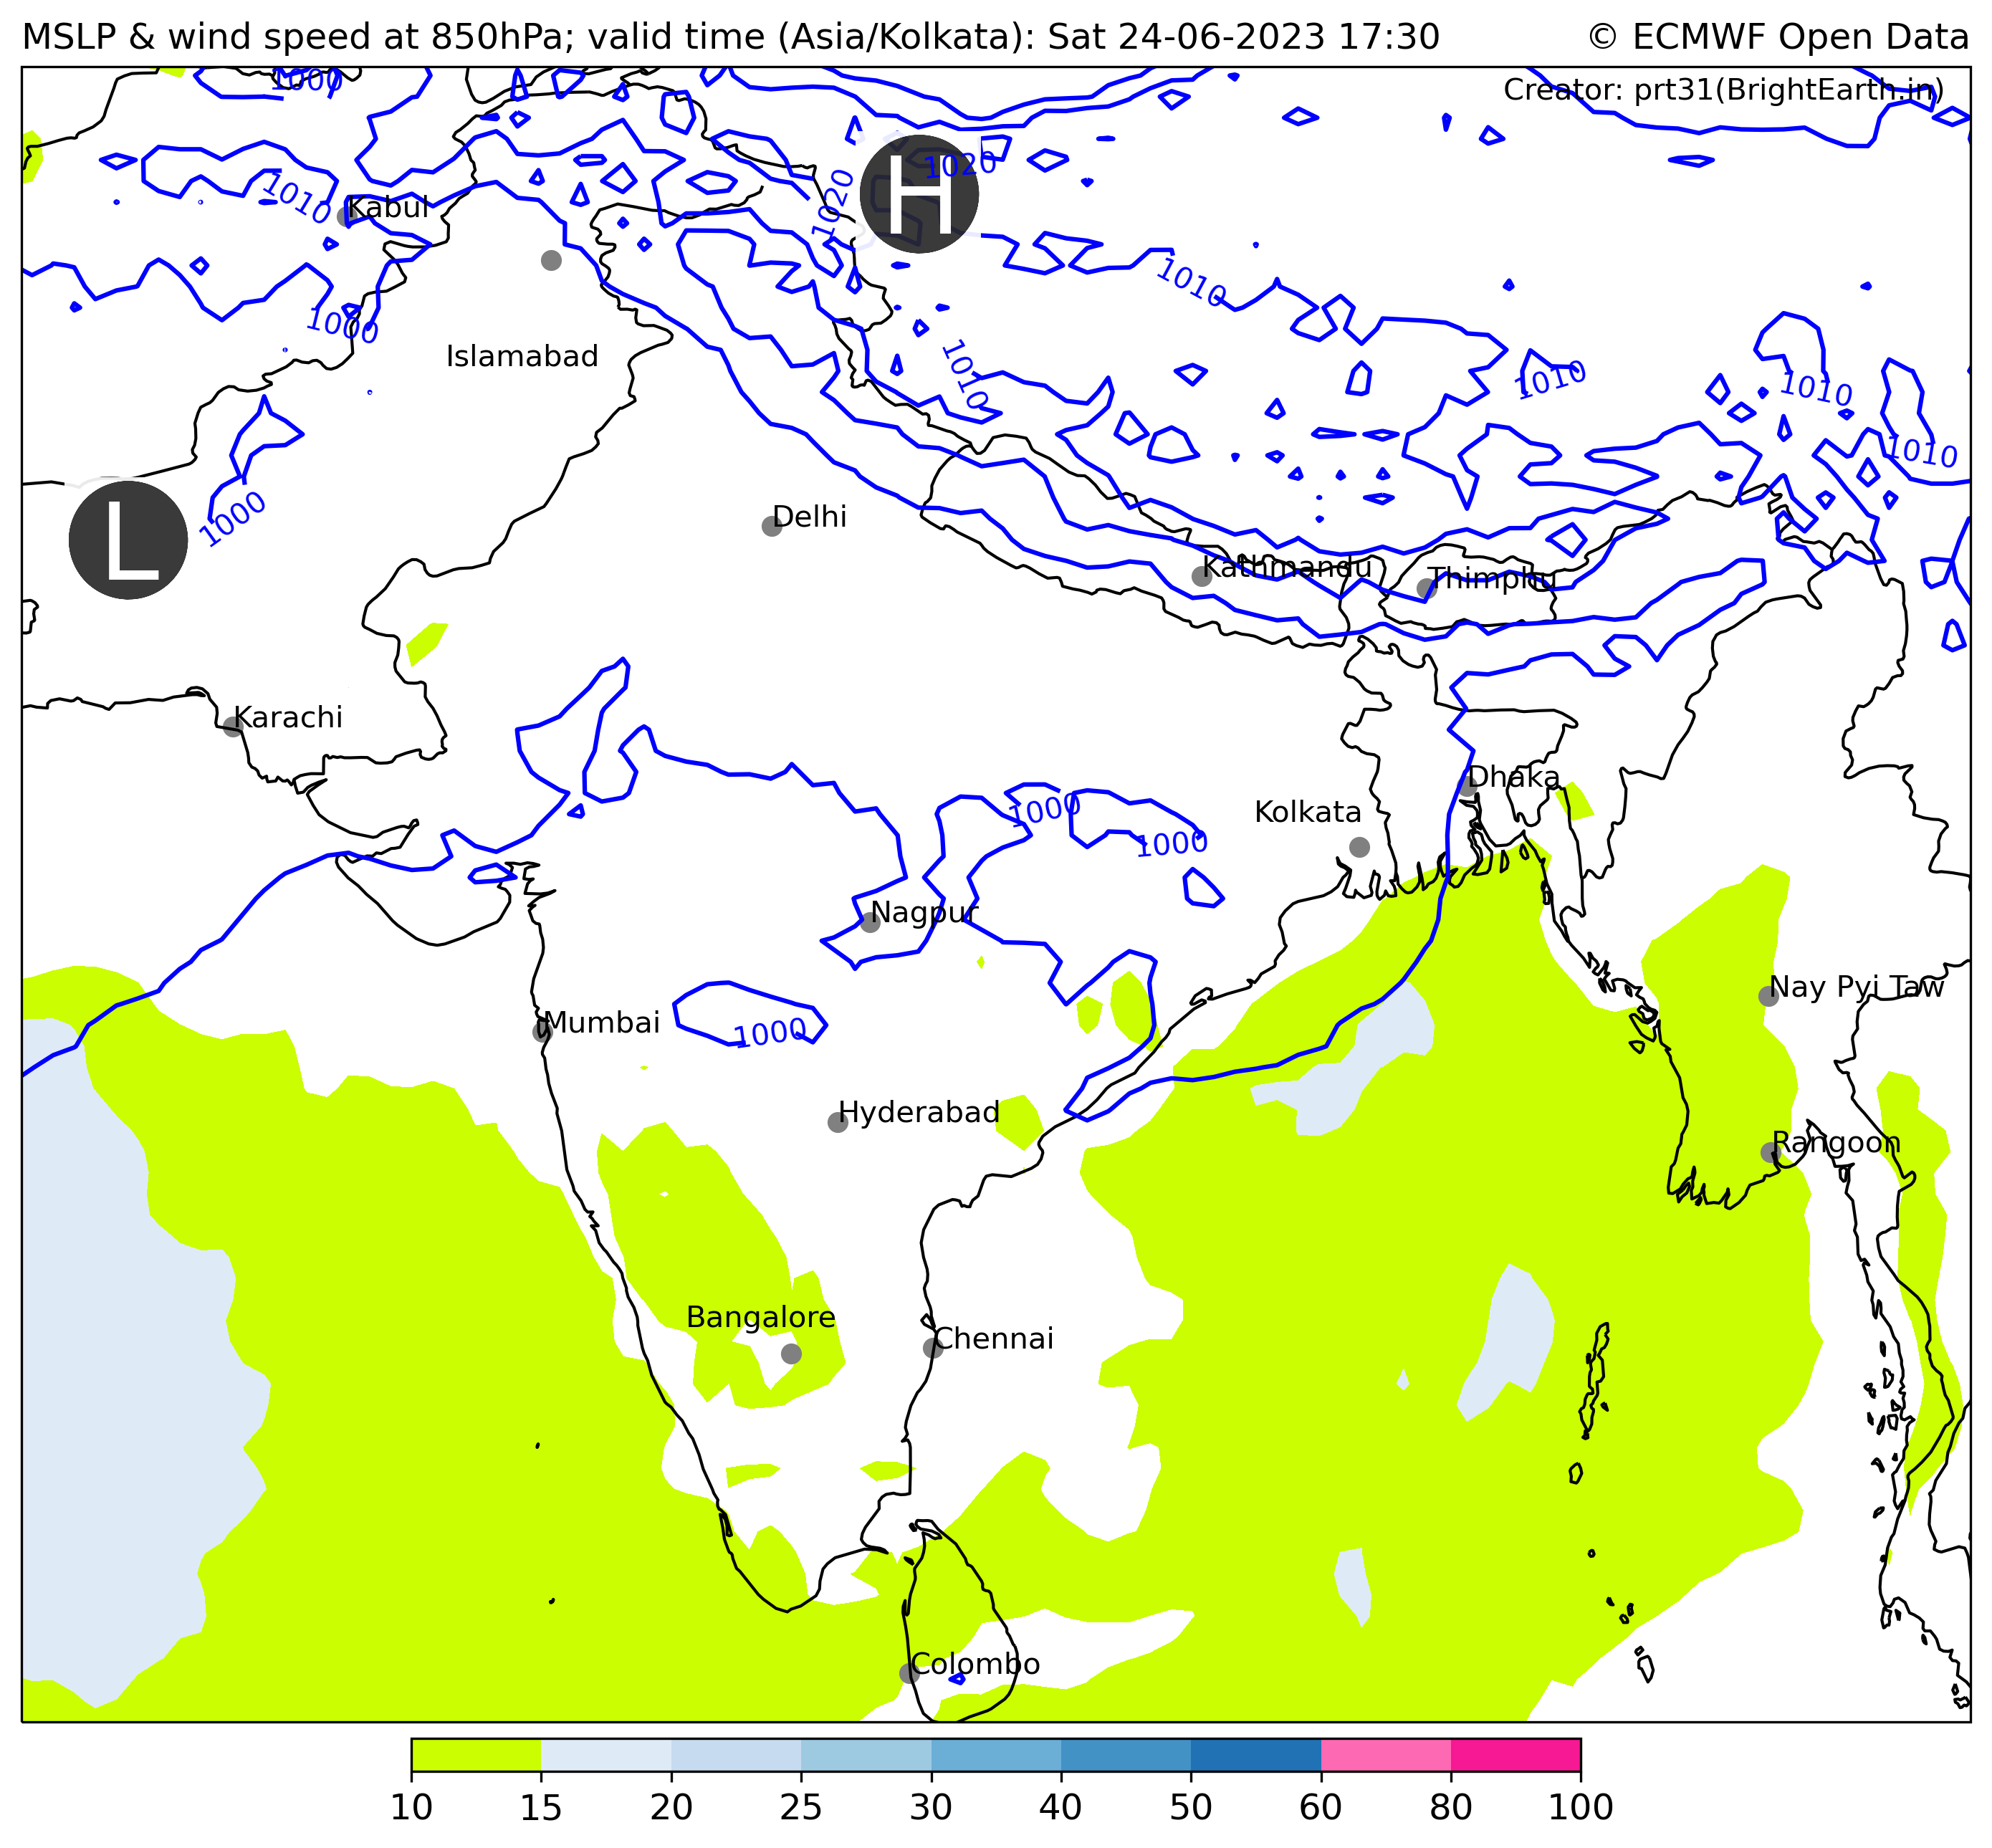 MSLP & wind speed at 850hPa; valid time (Asia/Kolkata): Sat 24-06-2023 17:30 © ECMWF Open Data
Creator: prt31(BrightEarth.in)
1000
H
1020
1020
1010
Kabul
1010
1000
Islamabad
1010
1010
1010
1010
L
1000
Delhi
Kathmandu
Thimphu
Karachi
Dhaka
Kolkata
1000
1000
Nagpur
Nay Pyi Taw
Mumbai
1000
Hyderabad
Rangoon
Bangalore
Chennai
Colombo
10 15 20 25 30 40 50 60 80 100